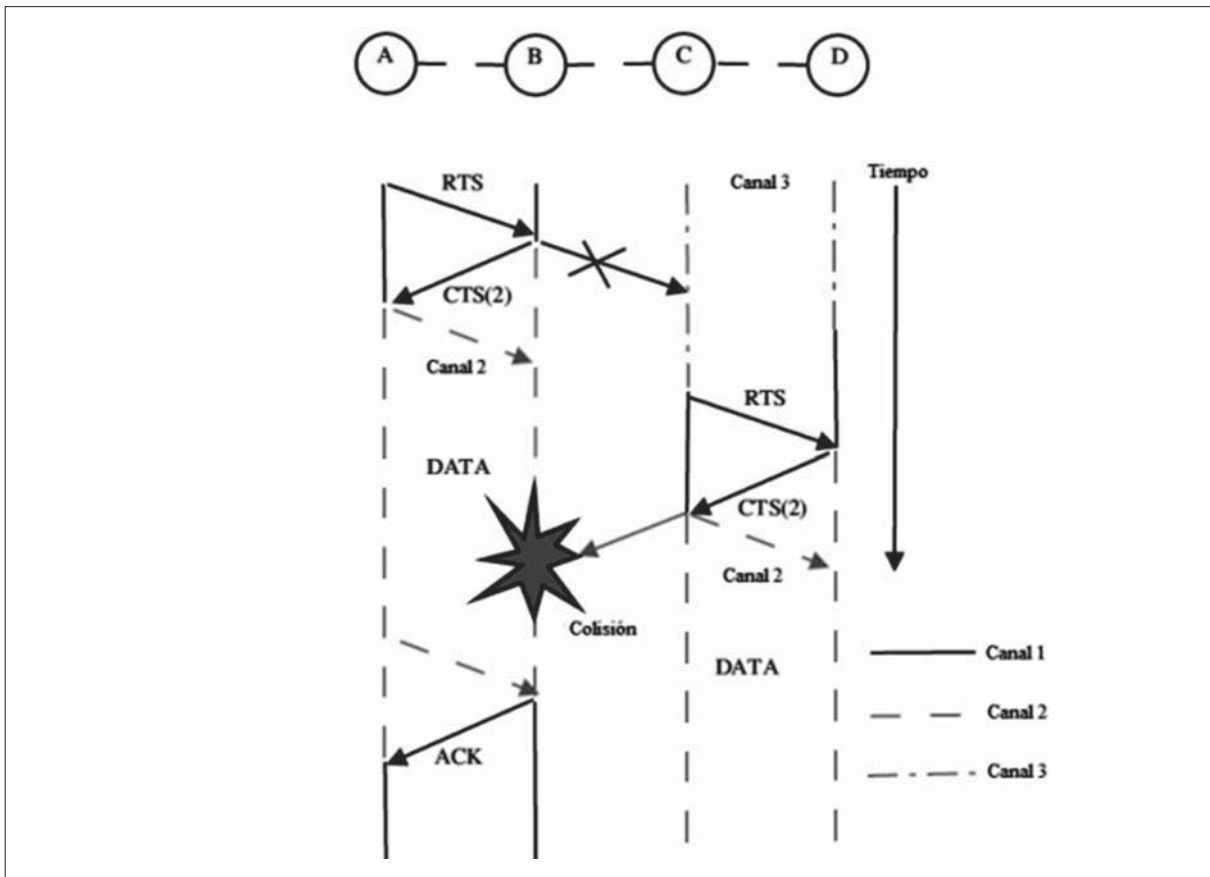 A
B
C
D
Canal 3
Tiempo
RTS
CTS(2)
Canal 2
RTS
DATA
CTS(2)
Canal 2
Colisión
DATA
Canal 1
Canal 2
ACK
Canal 3